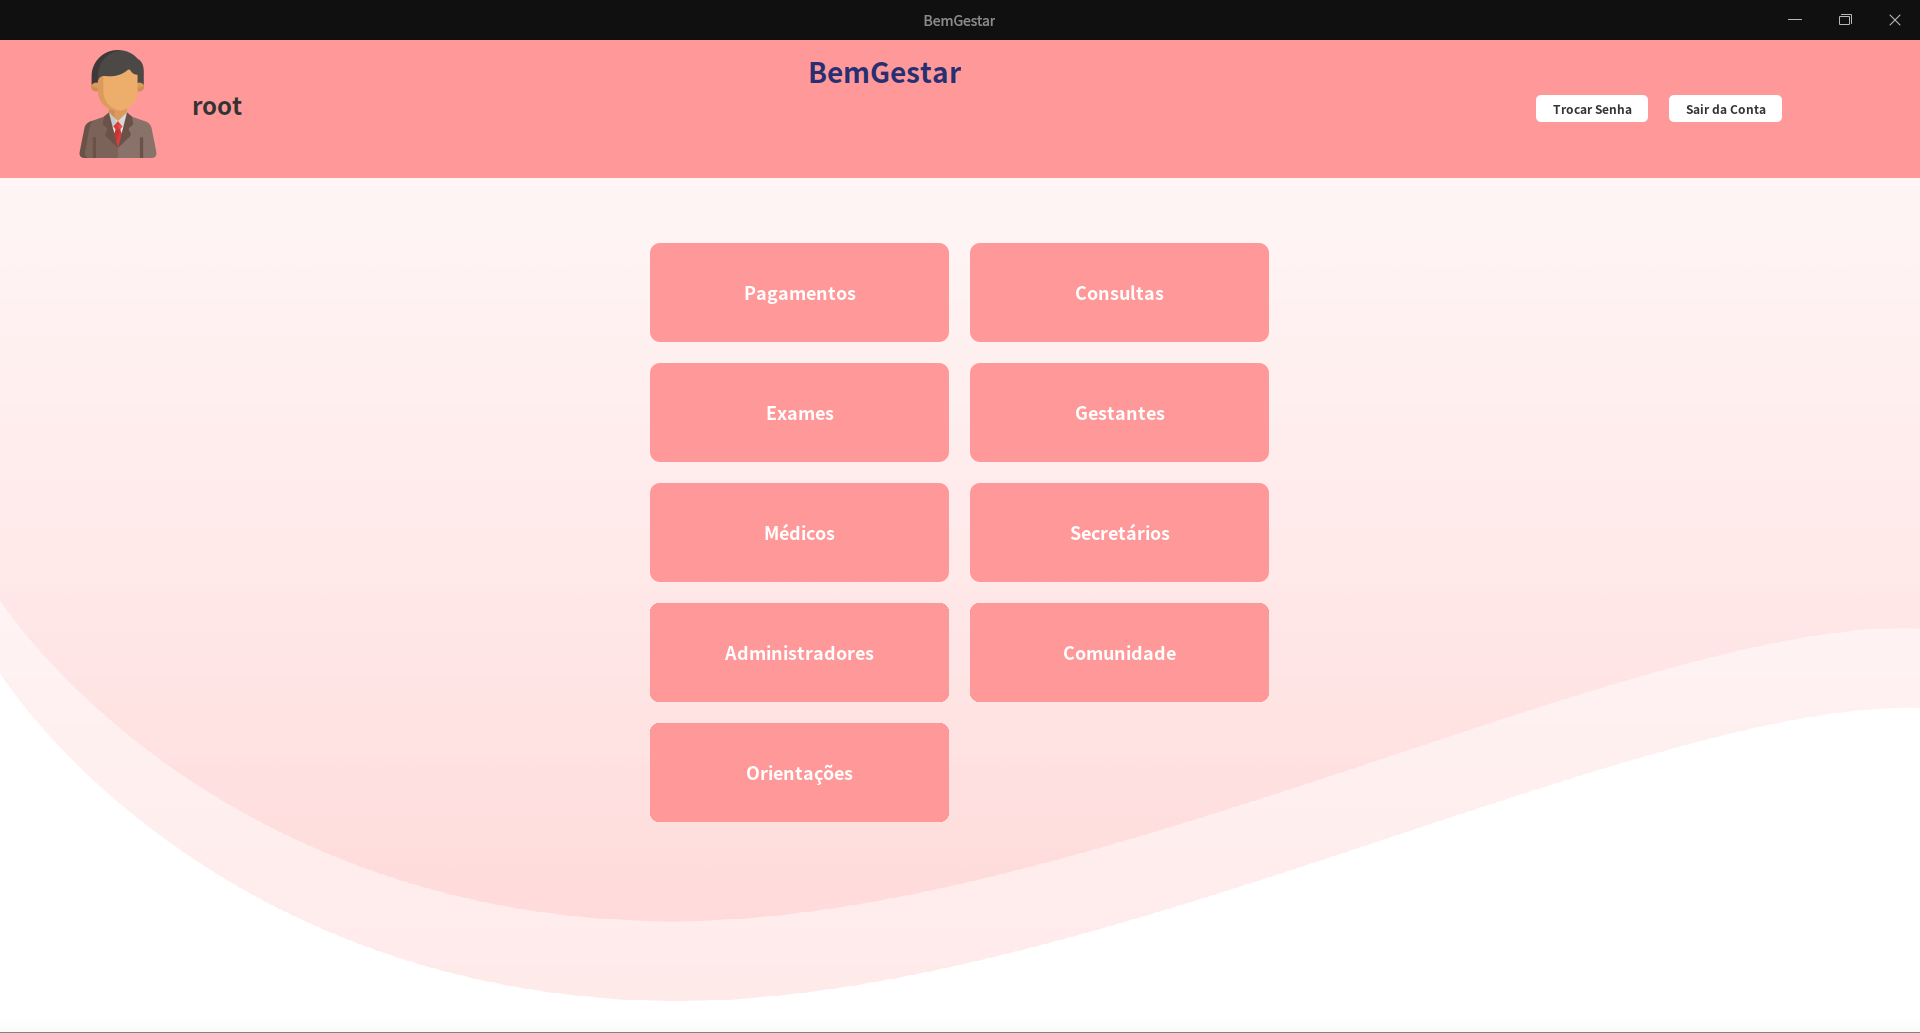 BemGestar
BemGestar
root
Trocar Senha
Sair da Conta
Pagamentos
Consultas
Exames
Gestantes
Médicos
Secretários
Administradores
Comunidade
Orientações